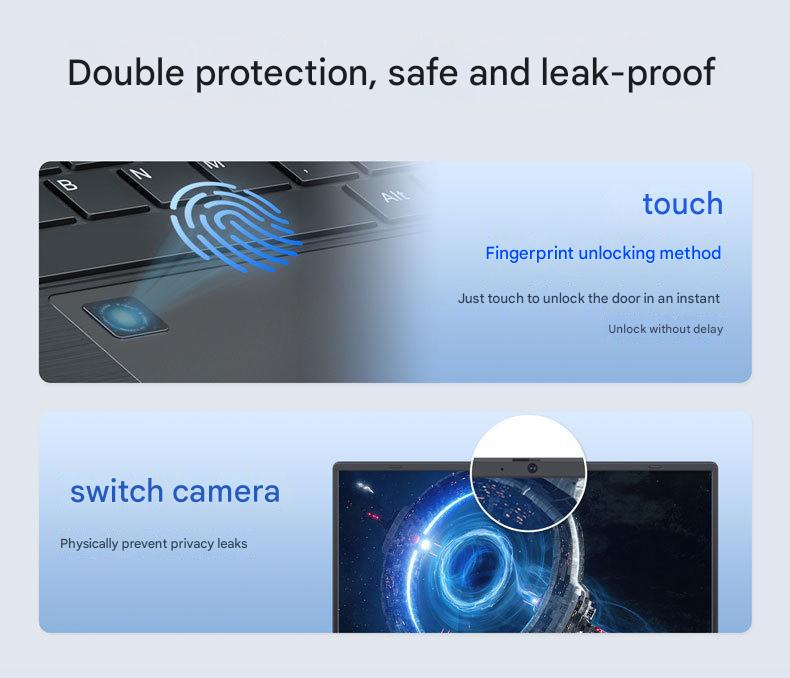 Double protection, safe and leak-proof
B
N
M
,
Alt
touch
Fingerprint unlocking method
Just touch to unlock the door in an instant
Unlock without delay
switch camera
Physically prevent privacy leaks